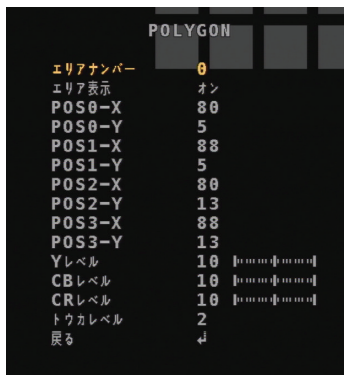 POLYGON
エリアナンバー 0
エリア表示 オン
POS0-X 80
POS0-Y 5
POS1-X 88
POS1-Y 5
POS2-X 80
POS2-Y 13
POS3-X 88
POS3-Y 13
Yレベル 10
CBレベル 10
CRレベル 10
トウカレベル 2
戻る ↲